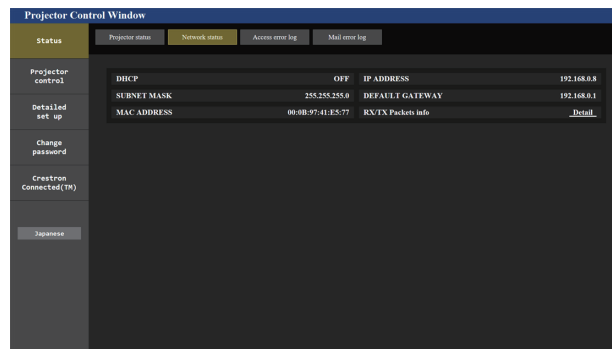 Projector Control Window
Status
Projector status
Network status
Access error log
Mail error log
Projector
control
Detailed
set up
Change
password
Crestron
Connected(TM)
Japanese
DHCP OFF IP ADDRESS 192.168.0.8
SUBNET MASK 255.255.255.0 DEFAULT GATEWAY 192.168.0.1
MAC ADDRESS 00:0B:97:41:E5:77 RX/TX Packets info Detail